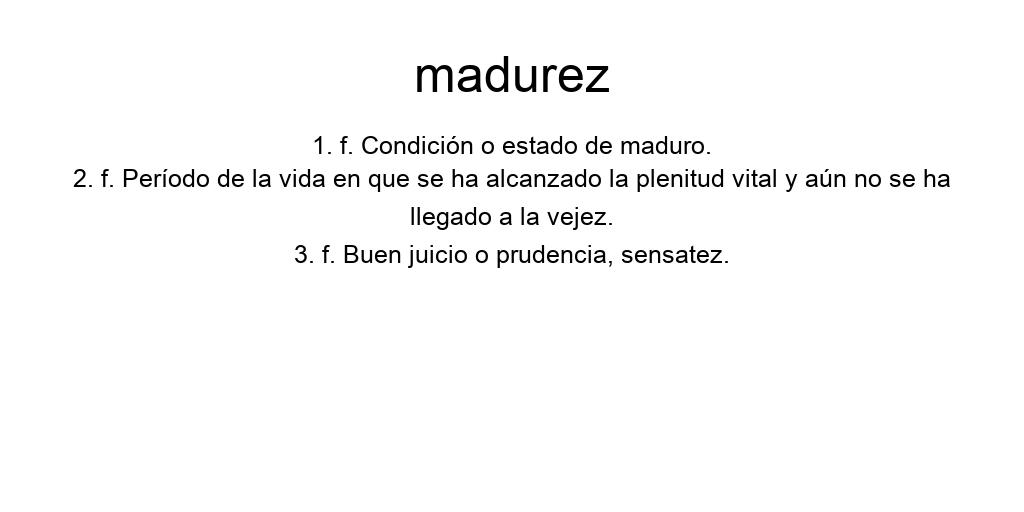 madurez
1. f. Condición o estado de maduro.
2. f. Período de la vida en que se ha alcanzado la plenitud vital y aún no se ha
llegado a la vejez.
3. f. Buen juicio o prudencia, sensatez.